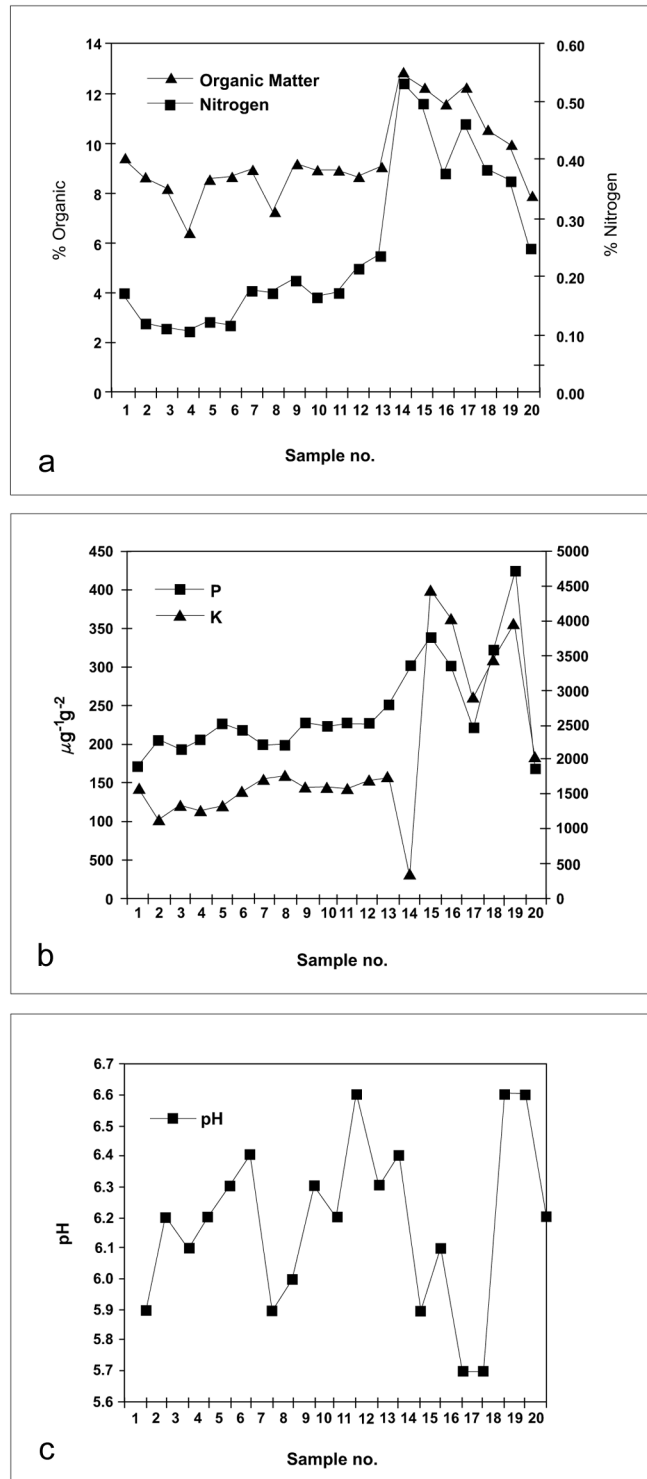 14
12
10
8
6
4
2
0
% Organic
Organic Matter
Nitrogen
0.60
0.50
0.40
0.30
0.20
0.10
0.00
% Nitrogen
1 2 3 4 5 6 7 8 9 10 11 12 13 14 15 16 17 18 19 20
Sample no.
a
450
400
350
300
250
200
150
100
500
0
µg⁻¹g⁻²
P
K
5000
4500
4000
3500
3000
2500
2000
1500
1000
500
0
1 2 3 4 5 6 7 8 9 10 11 12 13 14 15 16 17 18 19 20
Sample no.
b
6.7
6.6
6.5
6.4
6.3
6.2
6.1
6.0
5.9
5.8
5.7
5.6
pH
pH
1 2 3 4 5 6 7 8 9 10 11 12 13 14 15 16 17 18 19 20
Sample no.
c